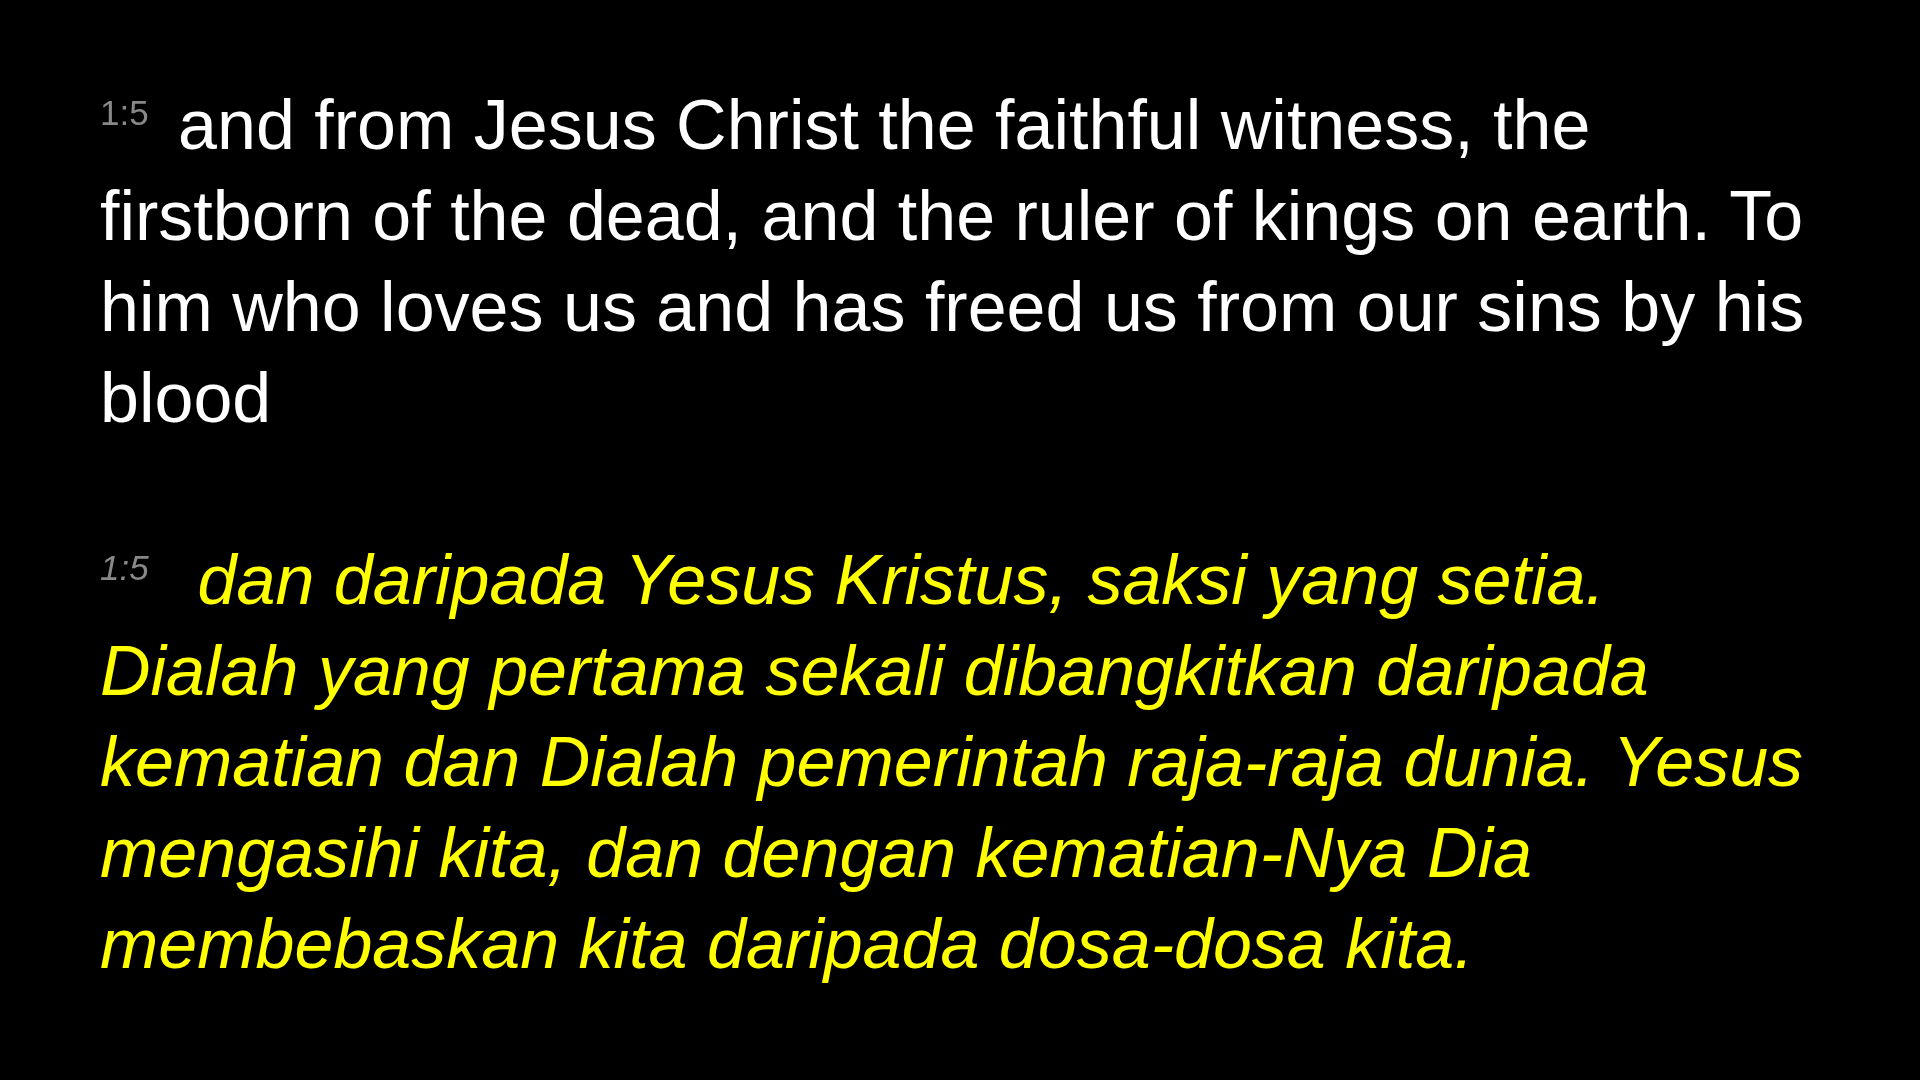 1:5 and from Jesus Christ the faithful witness, the
firstborn of the dead, and the ruler of kings on earth. To
him who loves us and has freed us from our sins by his
blood
1:5 dan daripada Yesus Kristus, saksi yang setia.
Dialah yang pertama sekali dibangkitkan daripada
kematian dan Dialah pemerintah raja-raja dunia. Yesus
mengasihi kita, dan dengan kematian-Nya Dia
membebaskan kita daripada dosa-dosa kita.